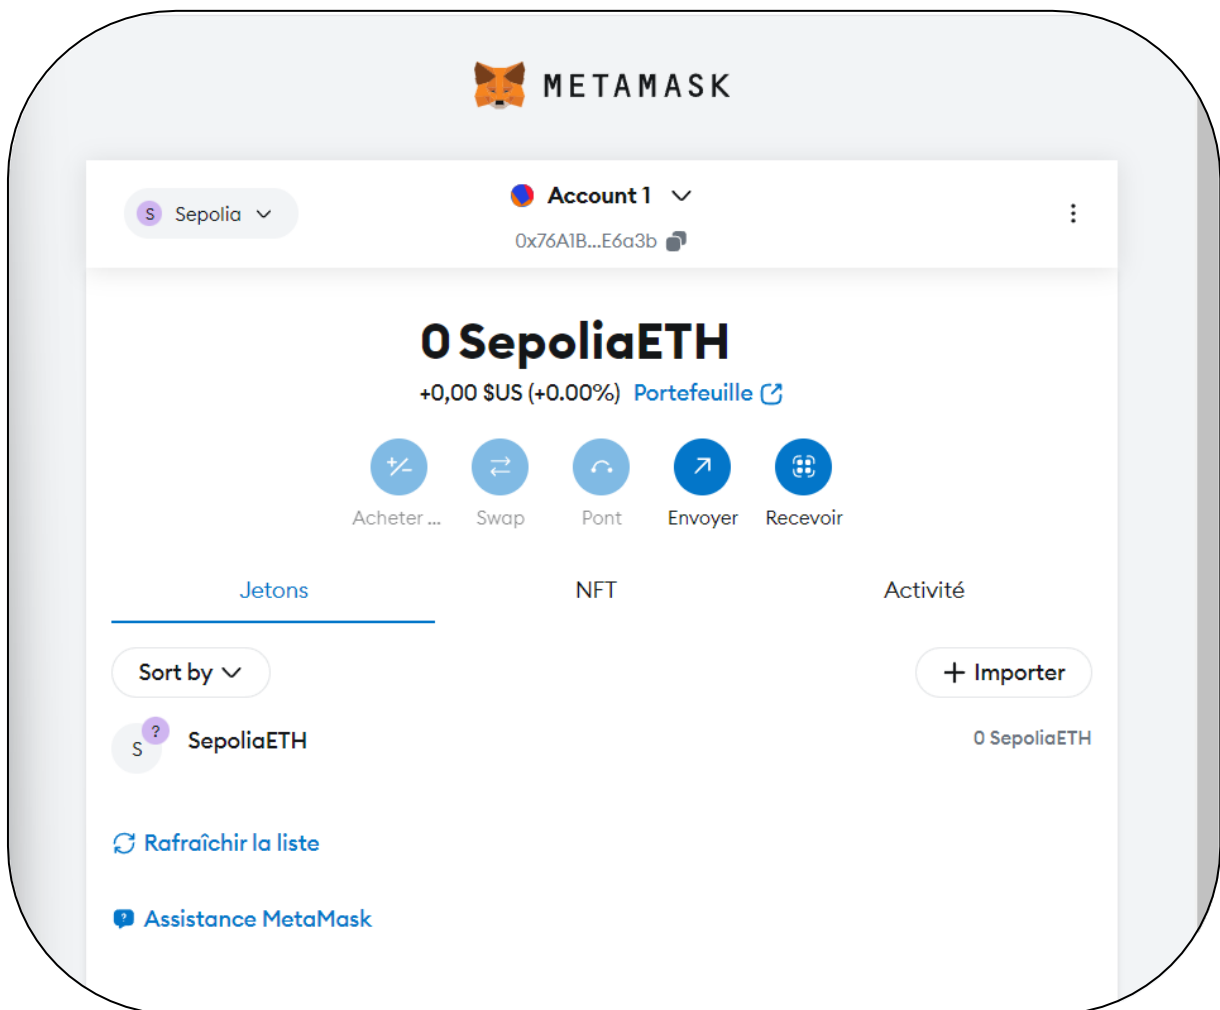 METAMASK
S Sepolia
Account 1
0x76A1B...E6a3b
0 SepoliaETH
+0,00 $US (+0.00%) Portefeuille
Acheter ... Swap Pont Envoyer Recevoir
Jetons NFT Activité
Sort by + Importer
S ? SepoliaETH 0 SepoliaETH
Rafraîchir la liste
? Assistance MetaMask